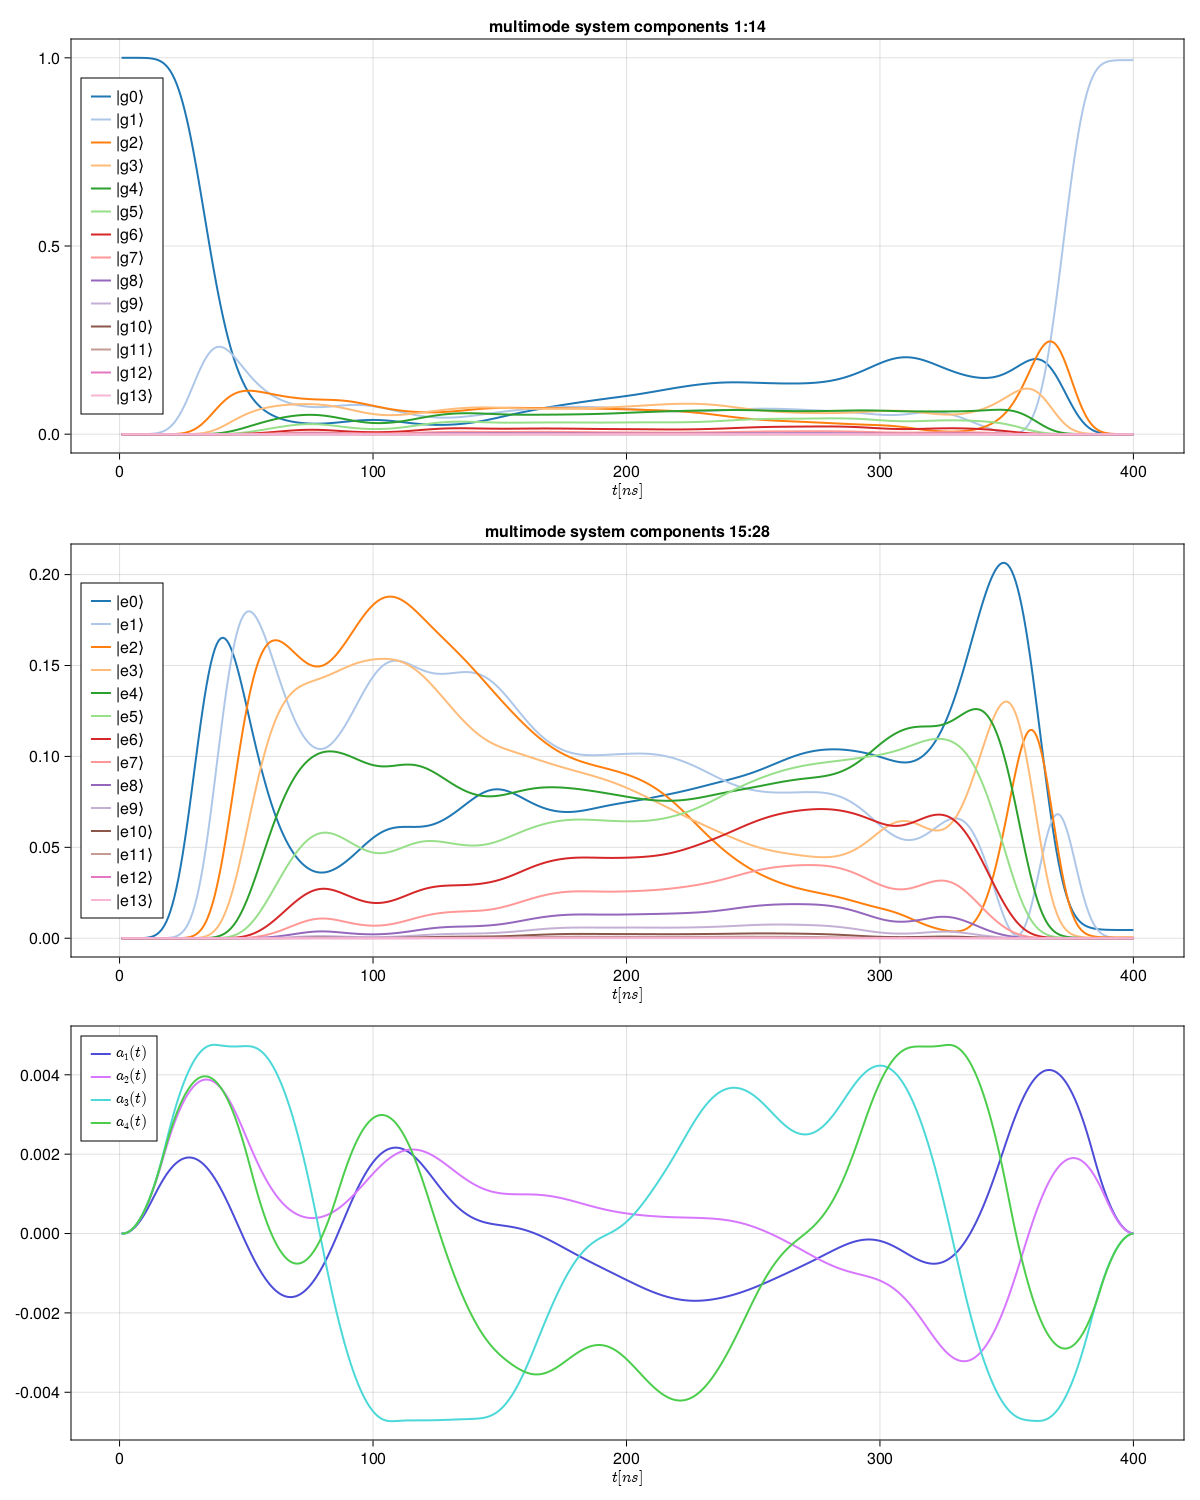 multimode system components 1:14
1.0
0.5
0.0
|g0⟩
|g1⟩
|g2⟩
|g3⟩
|g4⟩
|g5⟩
|g6⟩
|g7⟩
|g8⟩
|g9⟩
|g10⟩
|g11⟩
|g12⟩
|g13⟩
0 100 200 300 400
t[ns]
multimode system components 15:28
0.20
0.15
0.10
0.05
0.00
|e0⟩
|e1⟩
|e2⟩
|e3⟩
|e4⟩
|e5⟩
|e6⟩
|e7⟩
|e8⟩
|e9⟩
|e10⟩
|e11⟩
|e12⟩
|e13⟩
0 100 200 300 400
t[ns]
0.004
0.002
0.000
-0.002
-0.004
a₁(t)
a₂(t)
a₃(t)
a₄(t)
0 100 200 300 400
t[ns]